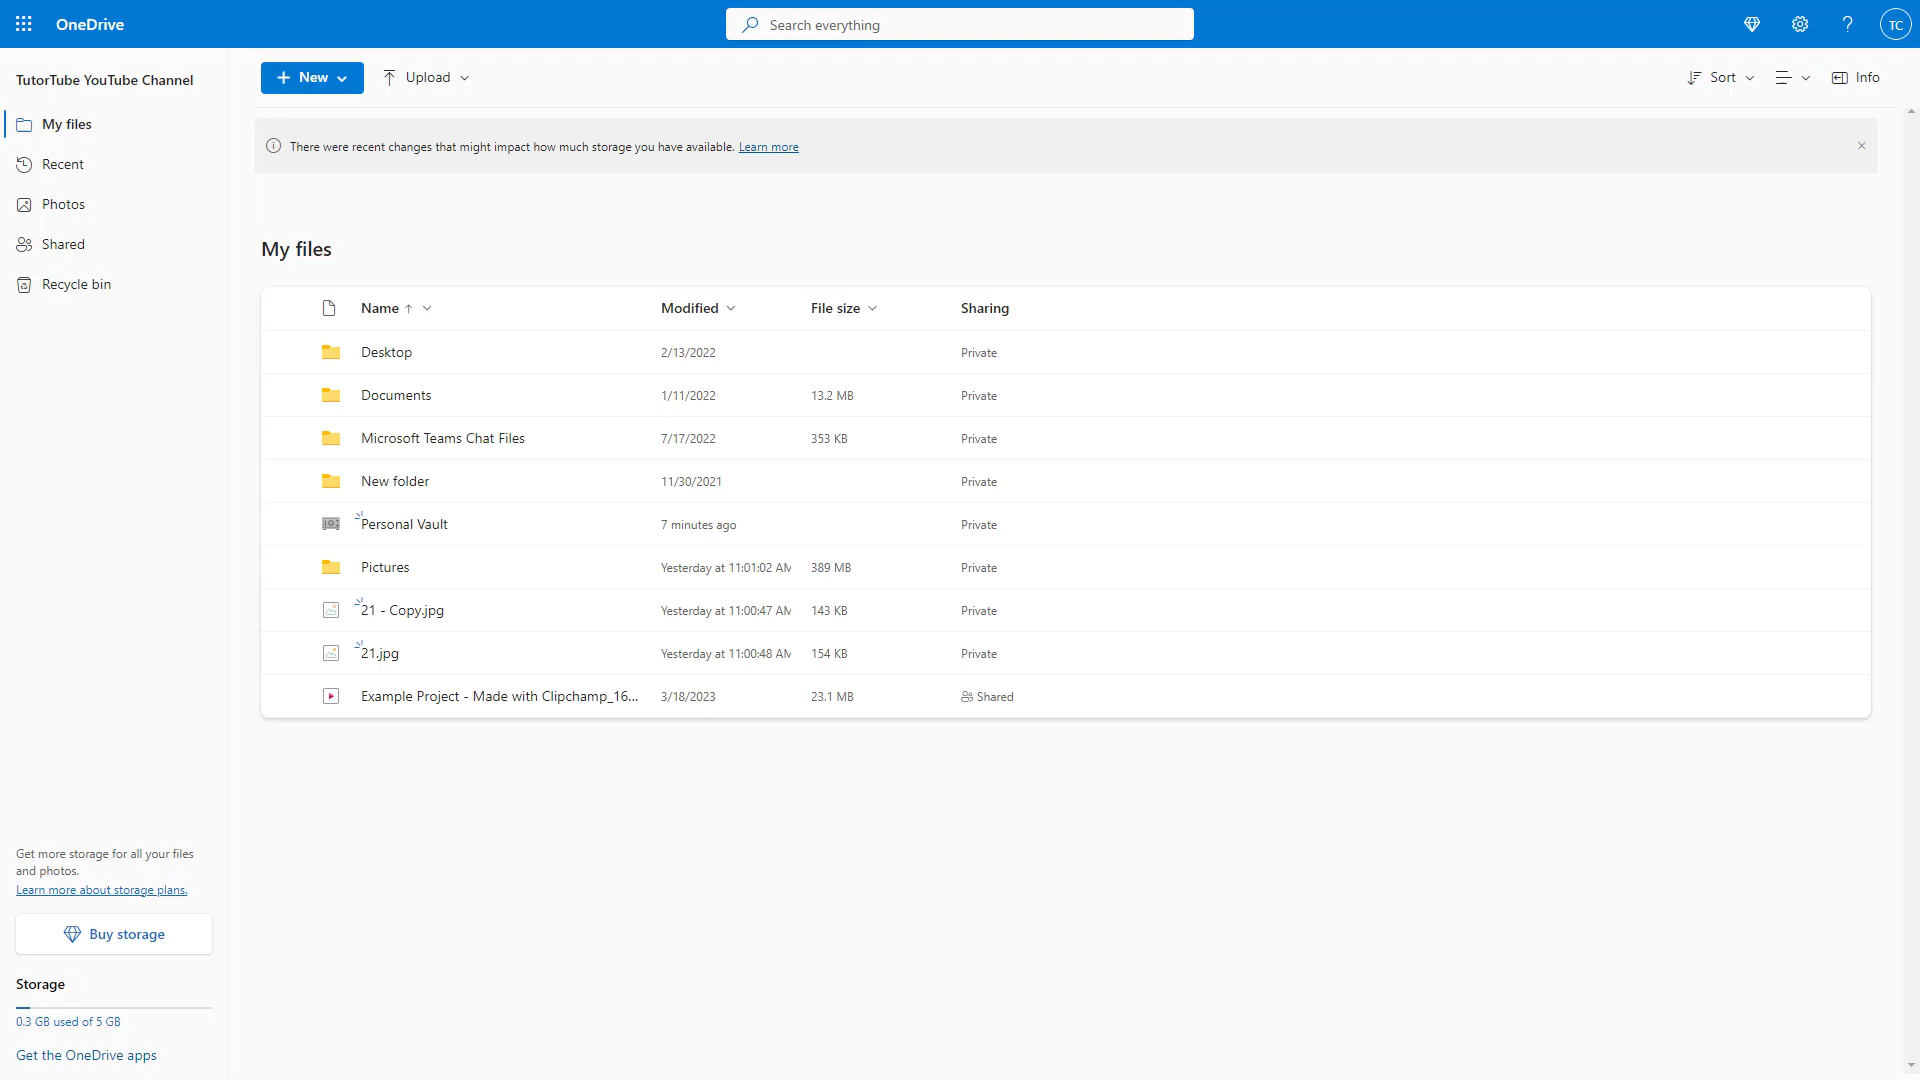 OneDrive
Search everything
TC
TutorTube YouTube Channel
My files
Recent
Photos
Shared
Recycle bin
New
Upload
Sort
Info
There were recent changes that might impact how much storage you have available. Learn more
My files
Name Modified File size Sharing
Desktop 2/13/2022 Private
Documents 1/11/2022 13.2 MB Private
Microsoft Teams Chat Files 7/17/2022 353 KB Private
New folder 11/30/2021 Private
Personal Vault 7 minutes ago Private
Pictures Yesterday at 11:01:02 AM 389 MB Private
21 - Copy.jpg Yesterday at 11:00:47 AM 143 KB Private
21.jpg Yesterday at 11:00:48 AM 154 KB Private
Example Project - Made with Clipchamp_16... 3/18/2023 23.1 MB Shared
Get more storage for all your files
and photos.
Learn more about storage plans.
Buy storage
Storage
0.3 GB used of 5 GB
Get the OneDrive apps